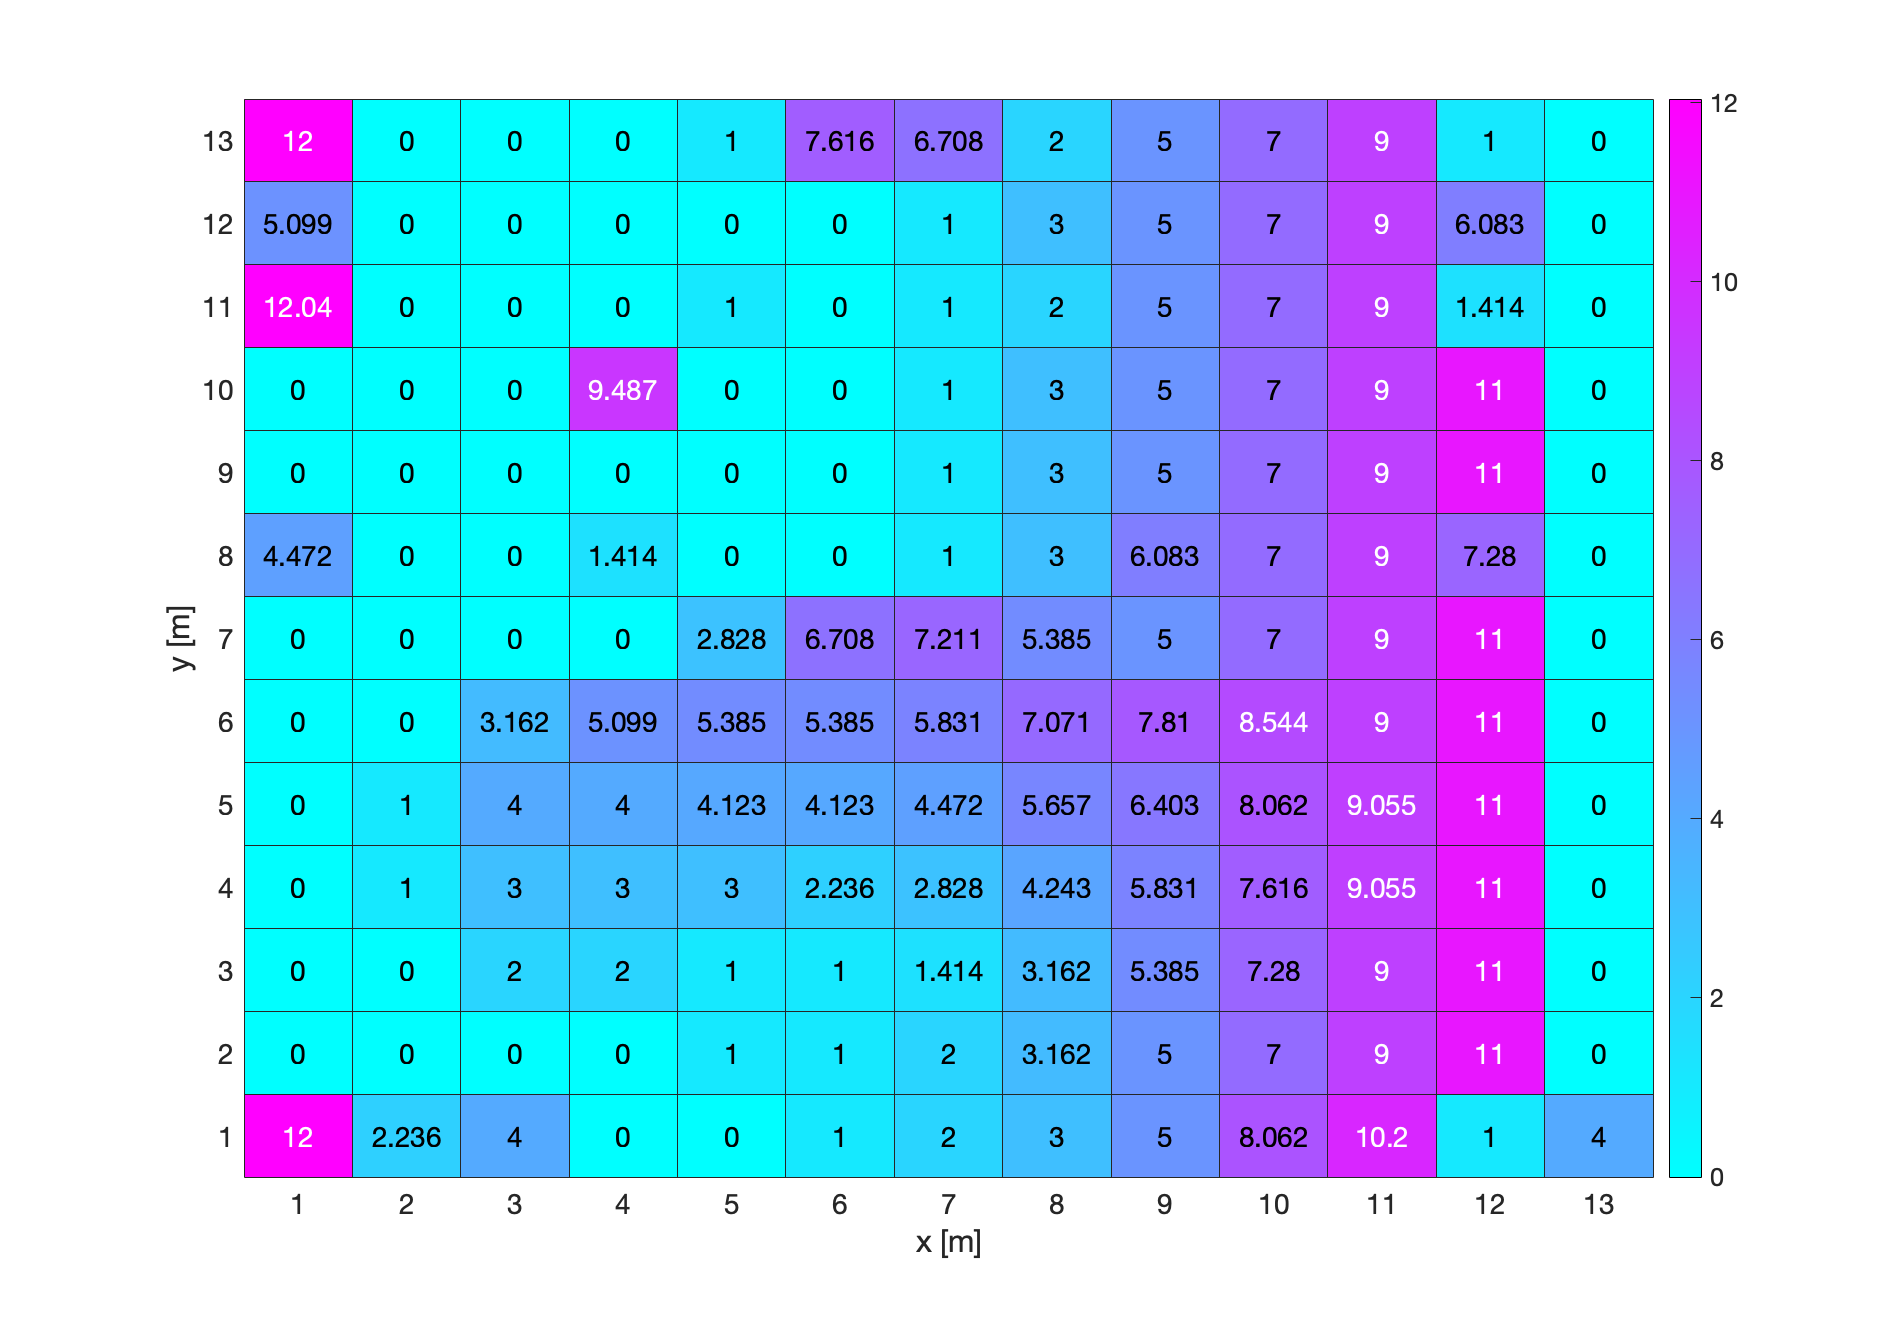 13 12 0 0 0 1 7.616 6.708 2 5 7 9 1 0 12
12 5.099 0 0 0 0 0 1 3 5 7 9 6.083 0
11 12.04 0 0 0 1 0 1 2 5 7 9 1.414 0 10
10 0 0 0 9.487 0 0 1 3 5 7 9 11 0
9 0 0 0 0 0 0 1 3 5 7 9 11 0 8
8 4.472 0 0 1.414 0 0 1 3 6.083 7 9 7.28 0
y [m]
7 0 0 0 0 2.828 6.708 7.211 5.385 5 7 9 11 0 6
6 0 0 3.162 5.099 5.385 5.385 5.831 7.071 7.81 8.544 9 11 0
5 0 1 4 4 4.123 4.123 4.472 5.657 6.403 8.062 9.055 11 0 4
4 0 1 3 3 3 2.236 2.828 4.243 5.831 7.616 9.055 11 0
3 0 0 2 2 1 1 1.414 3.162 5.385 7.28 9 11 0 2
2 0 0 0 0 1 1 2 3.162 5 7 9 11 0
1 12 2.236 4 0 0 1 2 3 5 8.062 10.2 1 4 0
1 2 3 4 5 6 7 8 9 10 11 12 13
x [m]